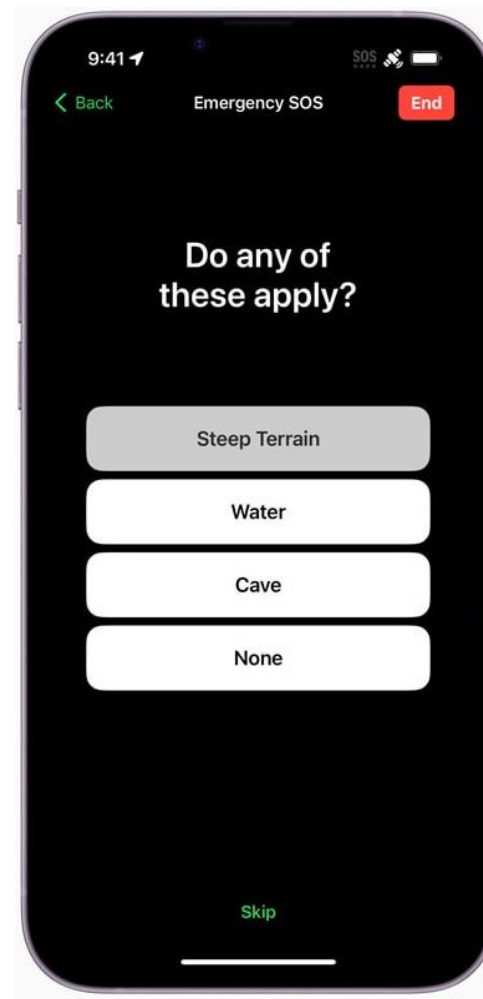 9:41
SOS
Back
Emergency SOS
End
Do any of
these apply?
Steep Terrain
Water
Cave
None
Skip